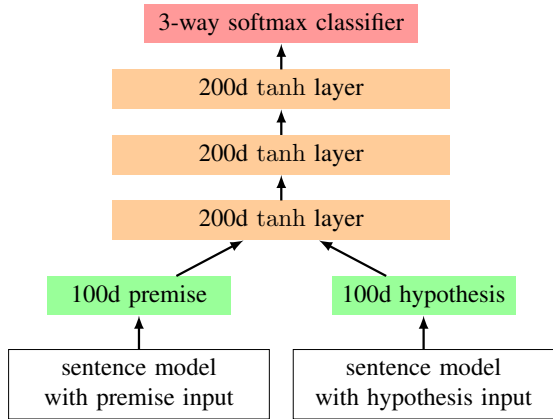 3-way softmax classifier
200d tanh layer
200d tanh layer
200d tanh layer
100d premise
100d hypothesis
sentence model
with premise input
sentence model
with hypothesis input